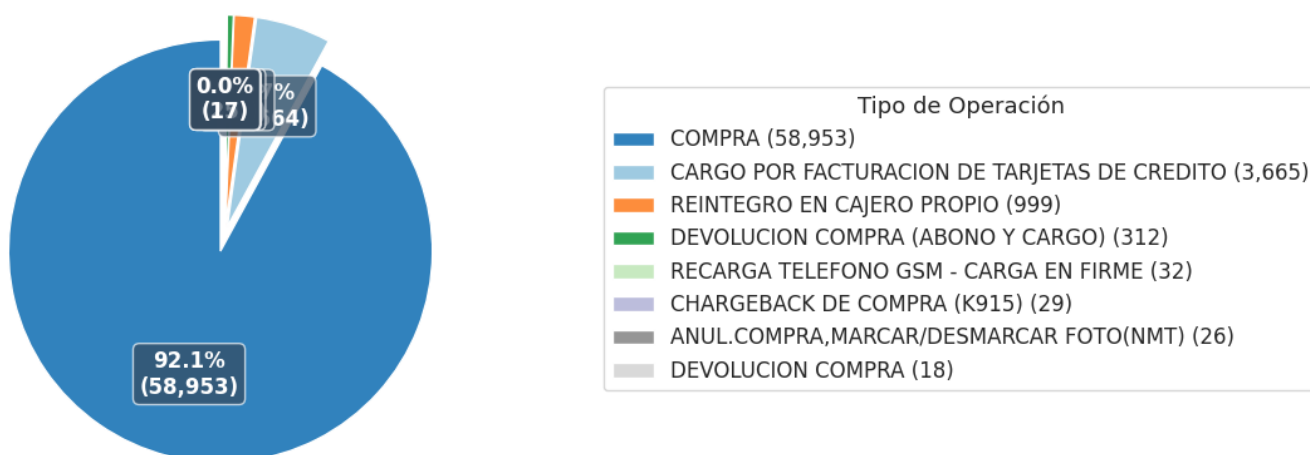 0.0%
(17)
%
64)
92.1%
(58,953)
Tipo de Operación
COMPRA (58,953)
CARGO POR FACTURACION DE TARJETAS DE CREDITO (3,665)
REINTEGRO EN CAJERO PROPIO (999)
DEVOLUCION COMPRA (ABONO Y CARGO) (312)
RECARGA TELEFONO GSM - CARGA EN FIRME (32)
CHARGEBACK DE COMPRA (K915) (29)
ANUL.COMPRA,MARCAR/DESMARCAR FOTO(NMT) (26)
DEVOLUCION COMPRA (18)